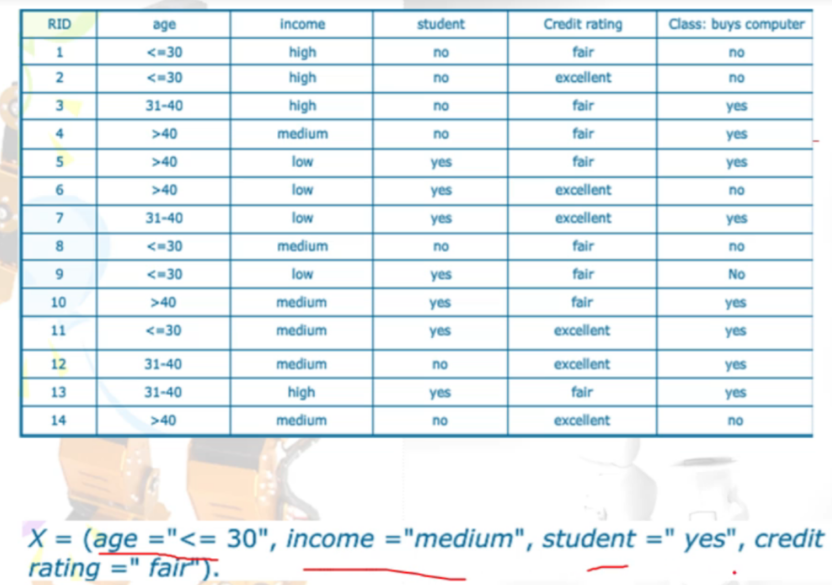 RID age income student Credit rating Class: buys computer
1 <=30 high no fair no
2 <=30 high no excellent no
3 31-40 high no fair yes
4 >40 medium no fair yes
5 >40 low yes fair yes
6 >40 low yes excellent no
7 31-40 low yes excellent yes
8 <=30 medium no fair no
9 <=30 low yes fair No
10 >40 medium yes fair yes
11 <=30 medium yes excellent yes
12 31-40 medium no excellent yes
13 31-40 high yes fair yes
14 >40 medium no excellent no
X = (age ="<= 30", income ="medium", student =" yes", credit
rating =" fair").